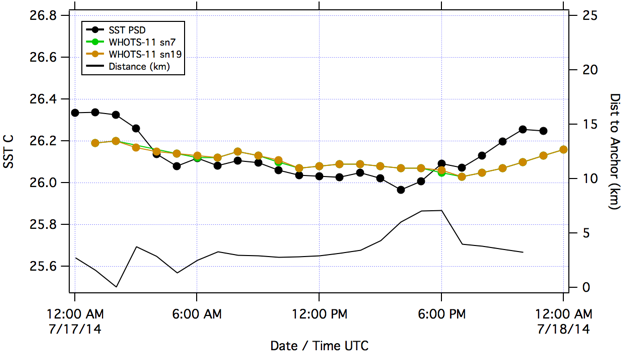 26.8
26.6
26.4
26.2
26.0
25.8
25.6
SST C
SST PSD
WHOTS-11 sn7
WHOTS-11 sn19
Distance (km)
25
20
15
10
5
0
Dist to Anchor (km)
12:00 AM
7/17/14
6:00 AM
12:00 PM
6:00 PM
12:00 AM
7/18/14
Date / Time UTC